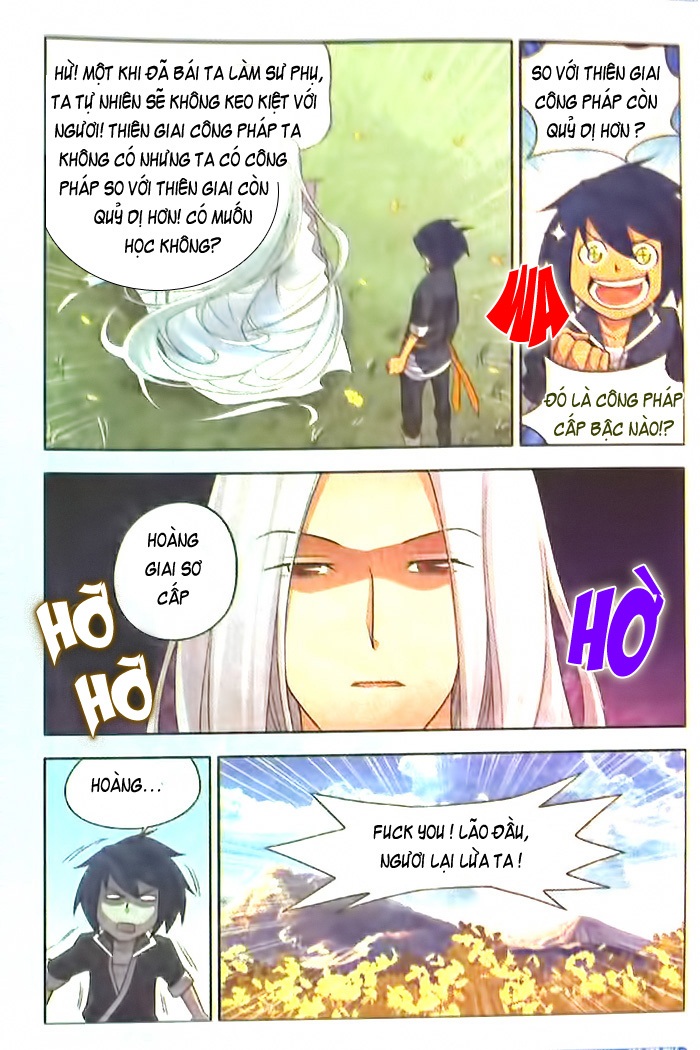 HỪ! MỘT KHI ĐÃ BÁI TA LÀM SƯ PHỤ,
TA TỰ NHIÊN SẼ KHÔNG KEO KIỆT VỚI
NGƯƠI! THIÊN GIAI CÔNG PHÁP TA
KHÔNG CÓ NHƯNG TA CÓ CÔNG
PHÁP SO VỚI THIÊN GIAI CÒN
QUỶ DỊ HƠN! CÓ MUỐN
HỌC KHÔNG?
SO VỚI THIÊN GIAI
CÔNG PHÁP CÒN
QUỶ DỊ HƠN ?
WA
ĐÓ LÀ CÔNG PHÁP
CẤP BẬC NÀO!?
HOÀNG
GIAI SƠ
CẤP
HỜ
HỜ
HỜ
HOÀNG...
FUCK YOU ! LÃO ĐẦU,
NGƯƠI LẠI LỪA TA !